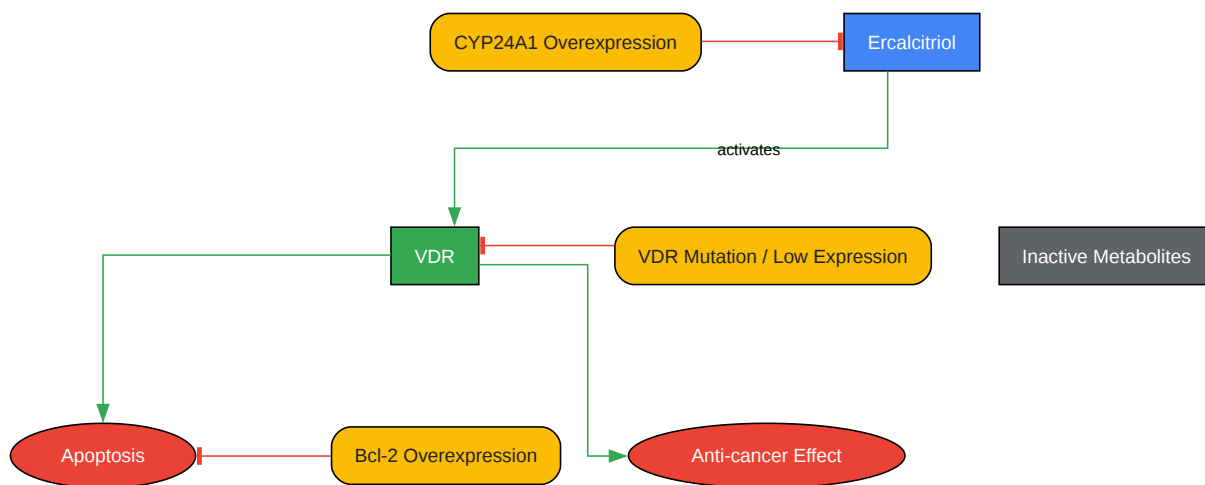 CYP24A1 Overexpression
Ercalcitriol
activates
VDR
VDR Mutation / Low Expression
Inactive Metabolites
Apoptosis
Bcl-2 Overexpression
Anti-cancer Effect